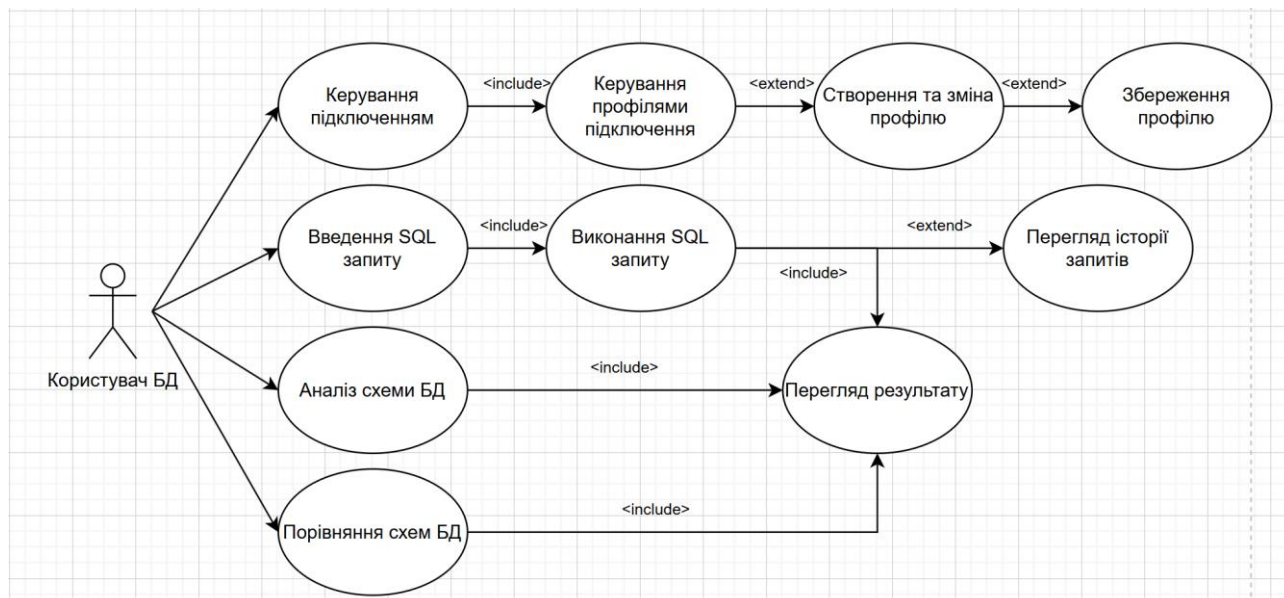 Керування
підключенням
<include>
Керування
профілями
підключення
<extend>
Створення та зміна
профілю
<extend>
Збереження
профілю
Введення SQL
запиту
<include>
Виконання SQL
запиту
<include>
<extend>
Перегляд історії
запитів
Користувач БД
Аналіз схеми БД
<include>
Перегляд результату
Порівняння схем БД
<include>